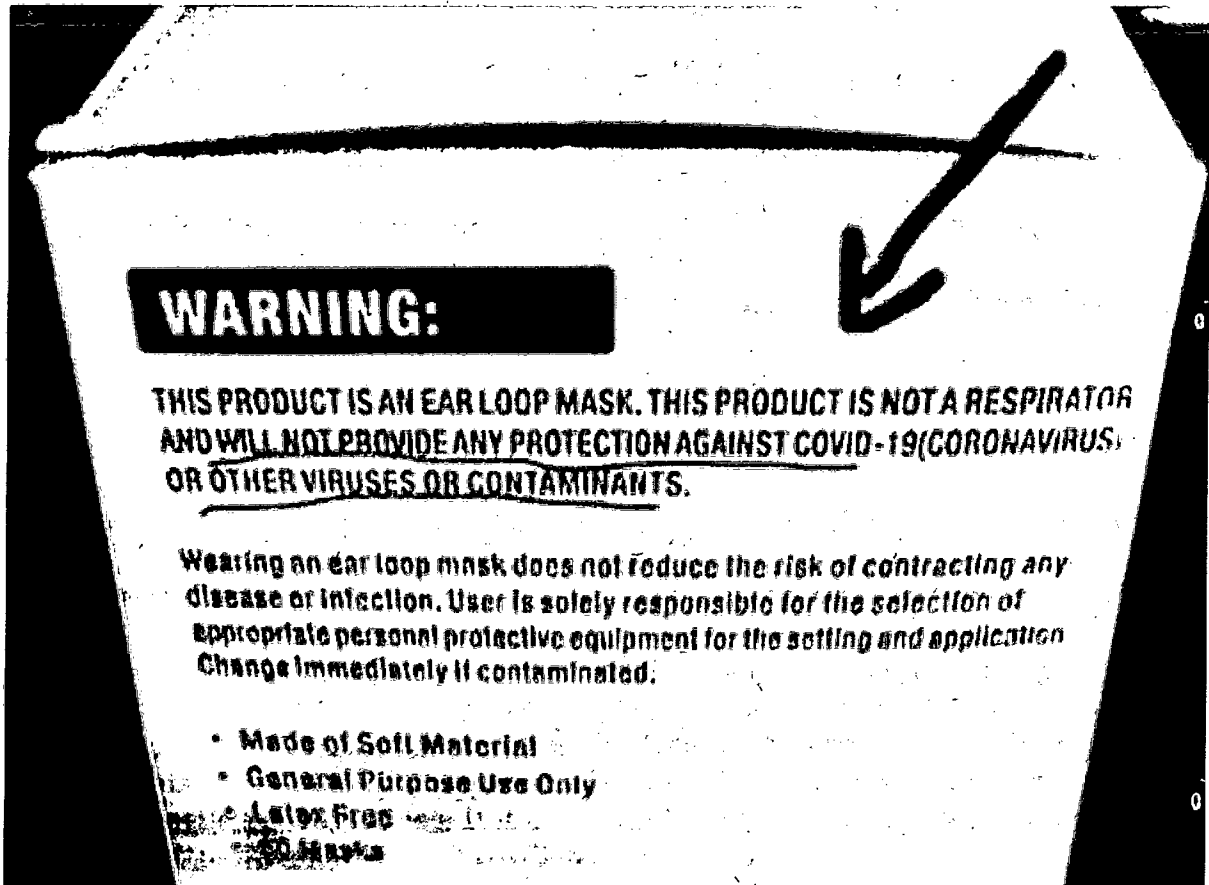 WARNING:
THIS PRODUCT IS AN EAR LOOP MASK. THIS PRODUCT IS NOT A RESPIRATOR
AND WILL NOT PROVIDE ANY PROTECTION AGAINST COVID-19(CORONAVIRUS)
OR OTHER VIRUSES OR CONTAMINANTS.
Wearing an ear loop mask does not reduce the risk of contracting any
disease or infection. User is solely responsible for the selection of
appropriate personal protective equipment for the setting and application
Change immediately if contaminated.
• Made of Soft Material
• General Purpose Use Only
• Latex Free
50 Masks